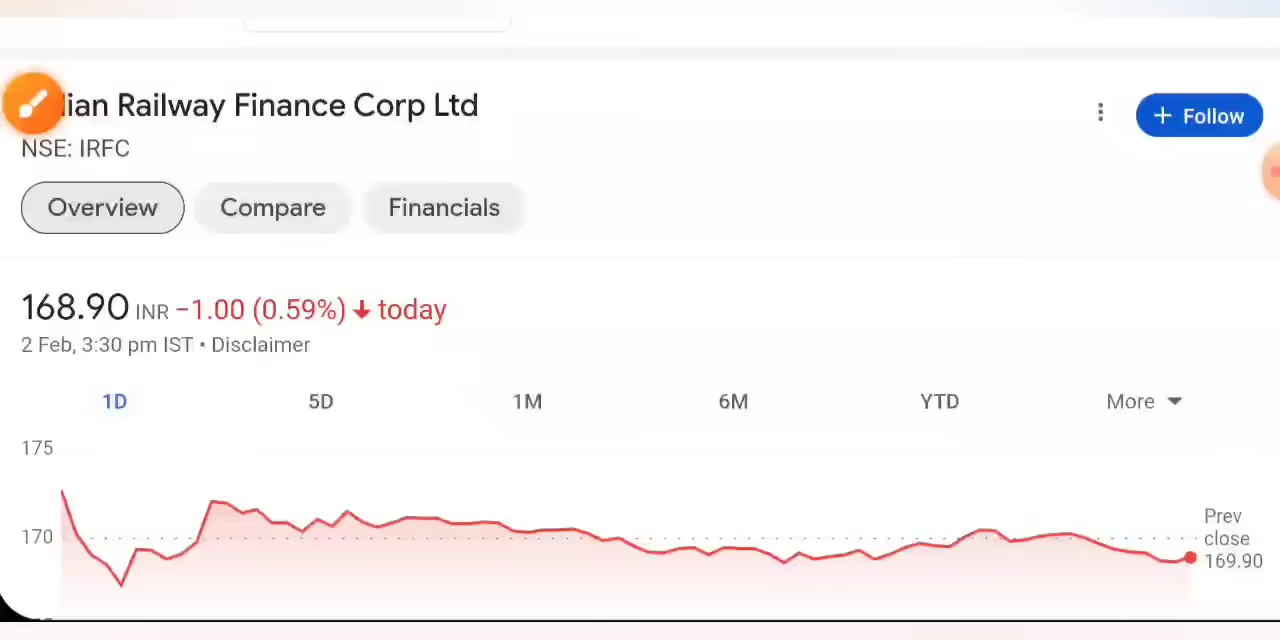 lian Railway Finance Corp Ltd
+ Follow
NSE: IRFC
Overview Compare Financials
168.90 INR −1.00 (0.59%) ↓ today
2 Feb, 3:30 pm IST • Disclaimer
1D 5D 1M 6M YTD More
175
170
Prev
close
169.90